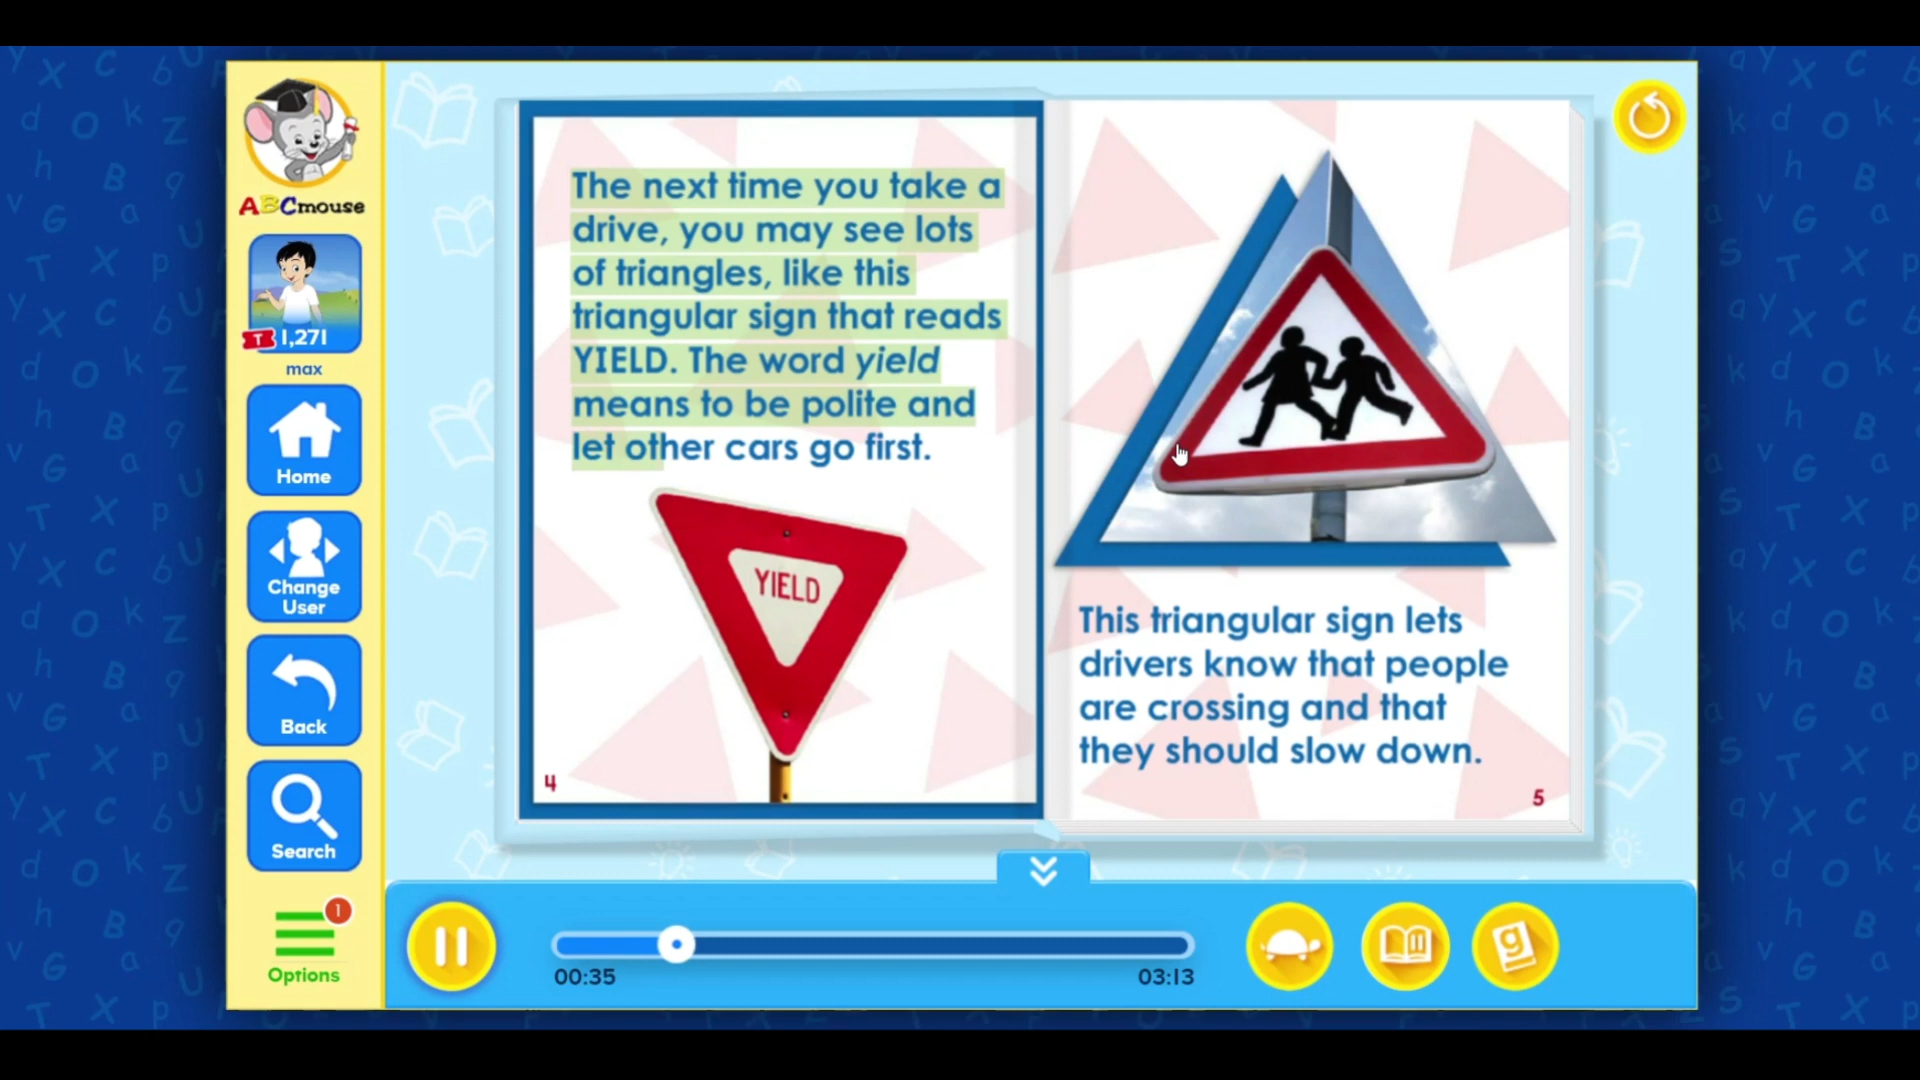 ABCmouse
T 1,271
max
Home
Change
User
Back
Search
1
Options
The next time you take a
drive, you may see lots
of triangles, like this
triangular sign that reads
YIELD. The word yield
means to be polite and
let other cars go first.
YIELD
4
This triangular sign lets
drivers know that people
are crossing and that
they should slow down.
5
00:35
03:13
g